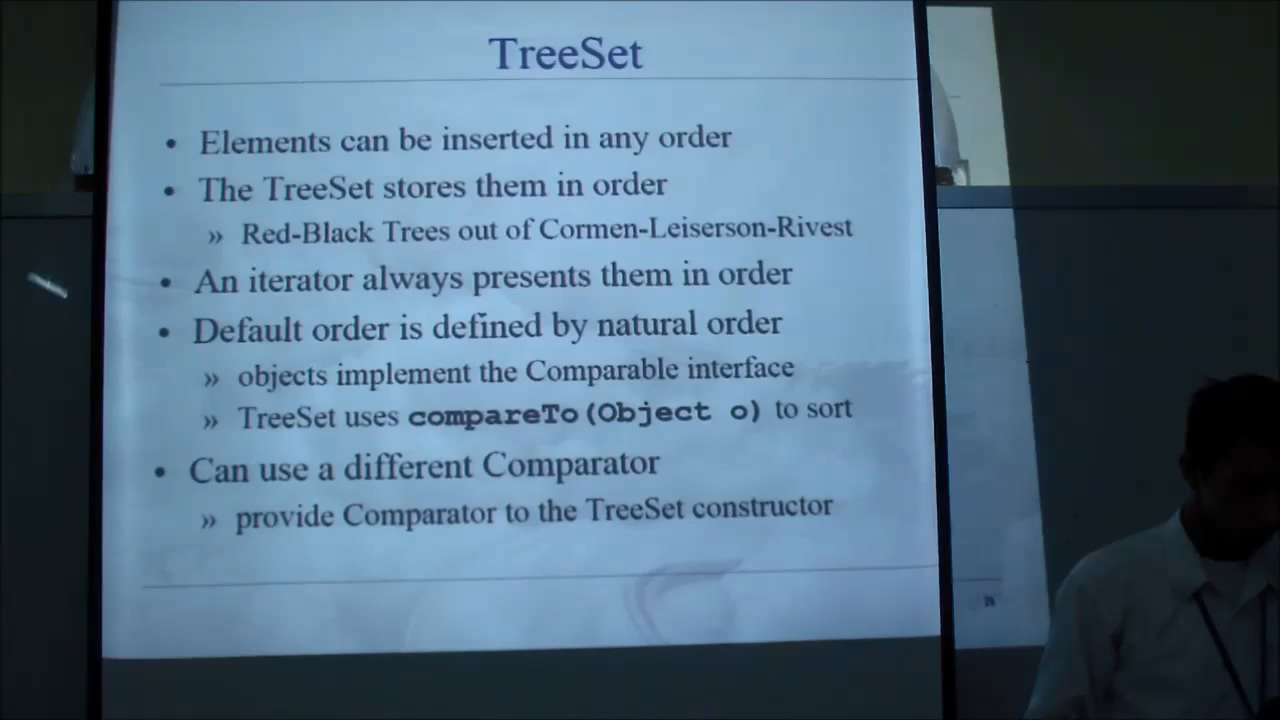 TreeSet
• Elements can be inserted in any order
• The TreeSet stores them in order
» Red-Black Trees out of Cormen-Leiserson-Rivest
• An iterator always presents them in order
• Default order is defined by natural order
» objects implement the Comparable interface
» TreeSet uses compareTo(Object o) to sort
• Can use a different Comparator
» provide Comparator to the TreeSet constructor